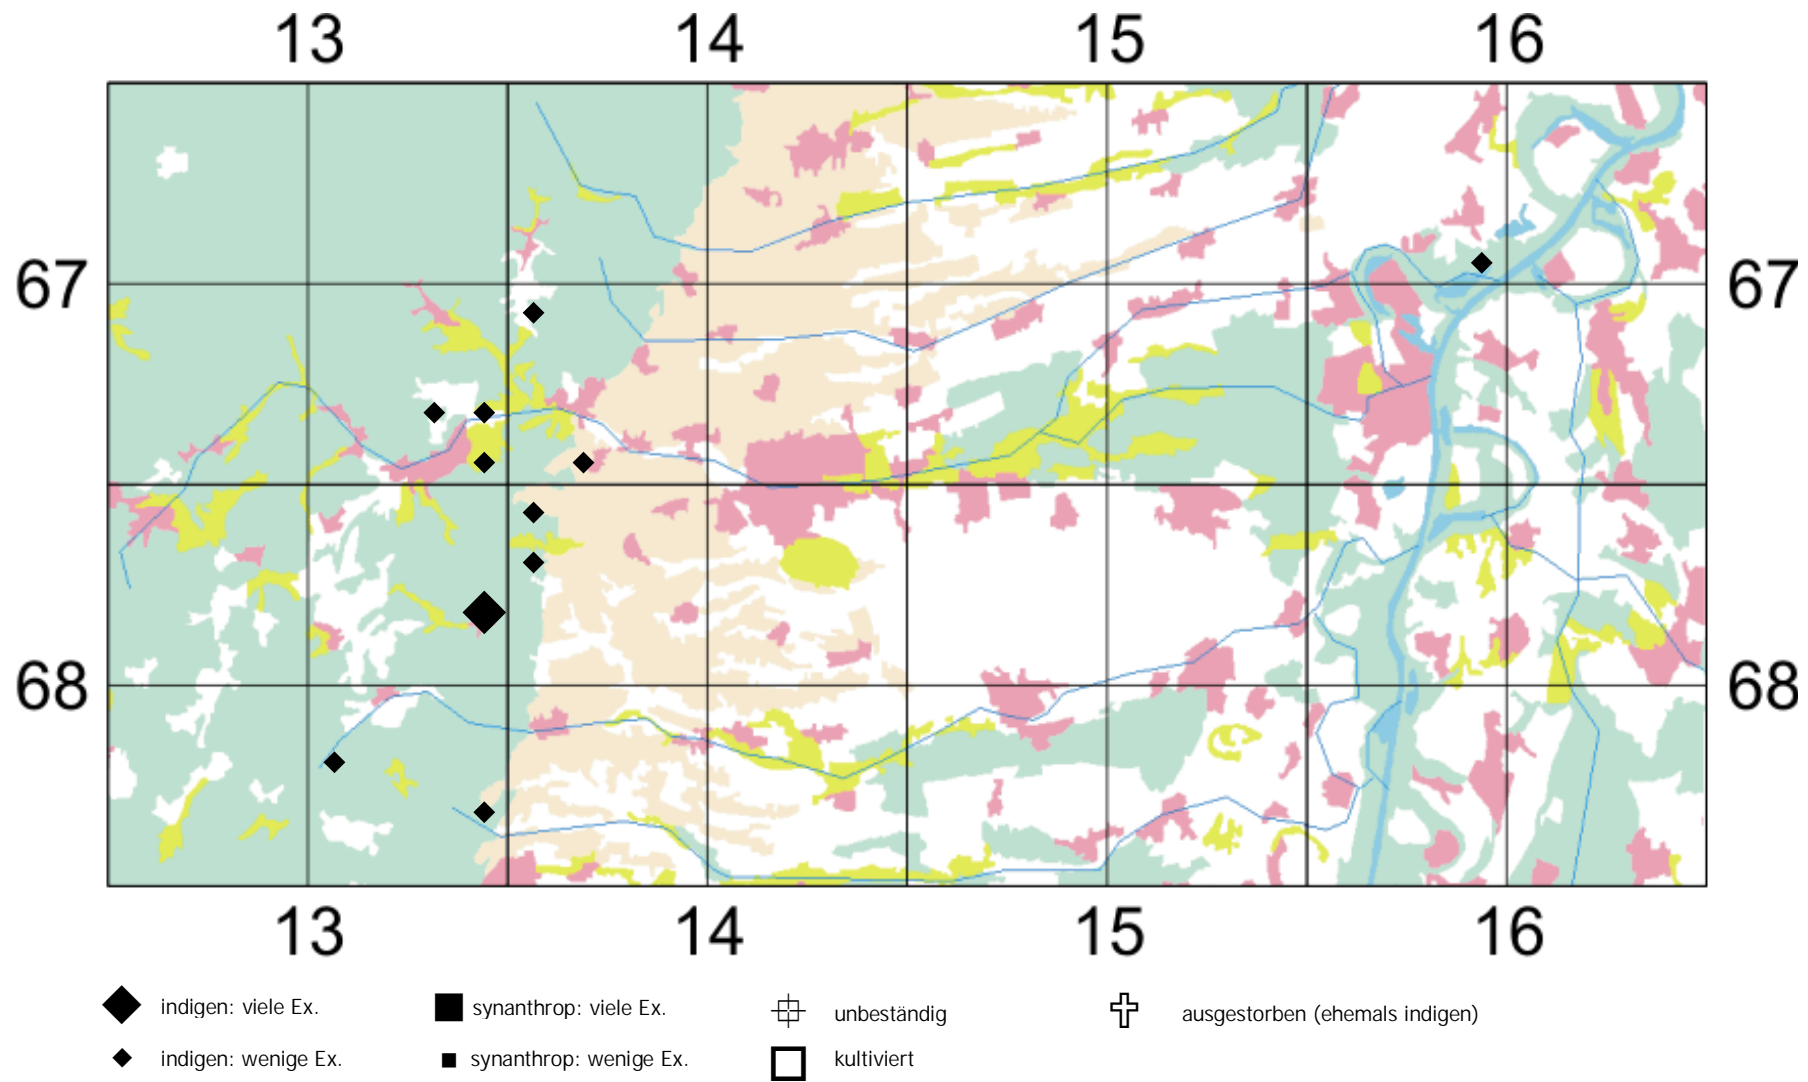 13 14 15 16
67 67
68 68
13 14 15 16
indigen: viele Ex. synanthrop: viele Ex. unbeständig ausgestorben (ehemals indigen)
indigen: wenige Ex. synanthrop: wenige Ex. kultiviert